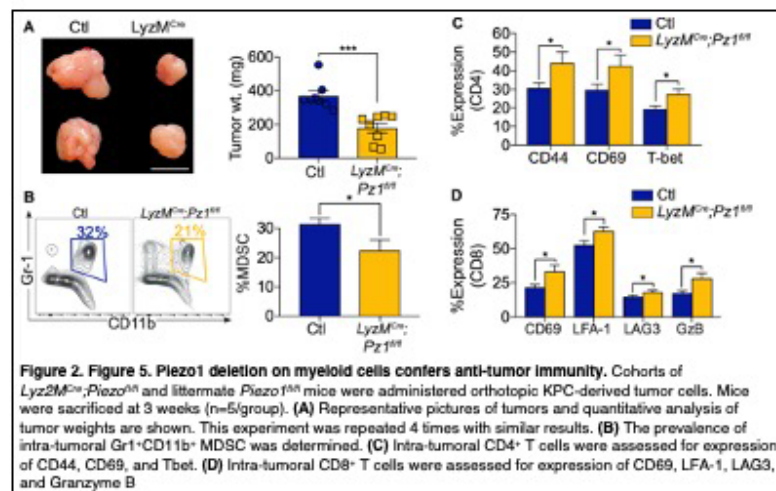 A
Ctl
LyzM^Cre
Tumor wt. (mg)
600
400
200
0
***
Ctl
LyzM^Cre;
Pz1^fl/fl
B
Ctl
LyzM^Cre;Pz1^fl/fl
32%
21%
Gr-1
CD11b
%MDSC
30
20
10
0
*
Ctl
LyzM^Cre;
Pz1^fl/fl
C
Ctl
LyzM^Cre;Pz1^fl/fl
%Expression
(CD4)
60
50
40
30
20
10
0
* * *
CD44 CD69 T-bet
D
Ctl
LyzM^Cre;Pz1^fl/fl
%Expression
(CD8)
75
50
25
0
* * * *
CD69 LFA-1 LAG3 GzB
Figure 2. Figure 5. Piezo1 deletion on myeloid cells confers anti-tumor immunity. Cohorts of
Lyz2M^Cre;Piezo^fl/fl and littermate Piezo1^fl/fl mice were administered orthotopic KPC-derived tumor cells. Mice
were sacrificed at 3 weeks (n=5/group). (A) Representative pictures of tumors and quantitative analysis of
tumor weights are shown. This experiment was repeated 4 times with similar results. (B) The prevalence of
intra-tumoral Gr1⁺CD11b⁺ MDSC was determined. (C) Intra-tumoral CD4⁺ T cells were assessed for expression
of CD44, CD69, and Tbet. (D) Intra-tumoral CD8⁺ T cells were assessed for expression of CD69, LFA-1, LAG3,
and Granzyme B